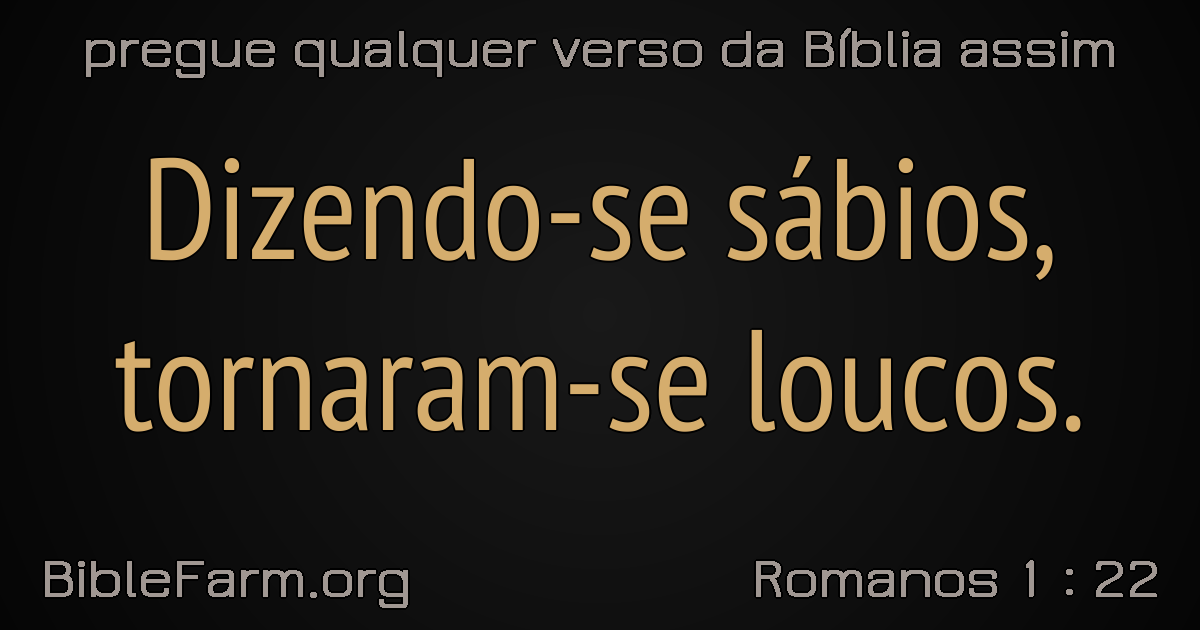 pregue qualquer verso da Bíblia assim
Dizendo-se sábios,
tornaram-se loucos.
BibleFarm.org
Romanos 1 : 22